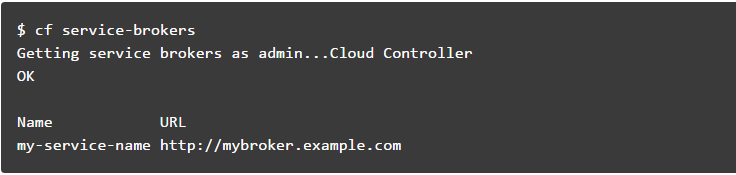 $ cf service-brokers
Getting service brokers as admin...Cloud Controller
OK
Name URL
my-service-name http://mybroker.example.com